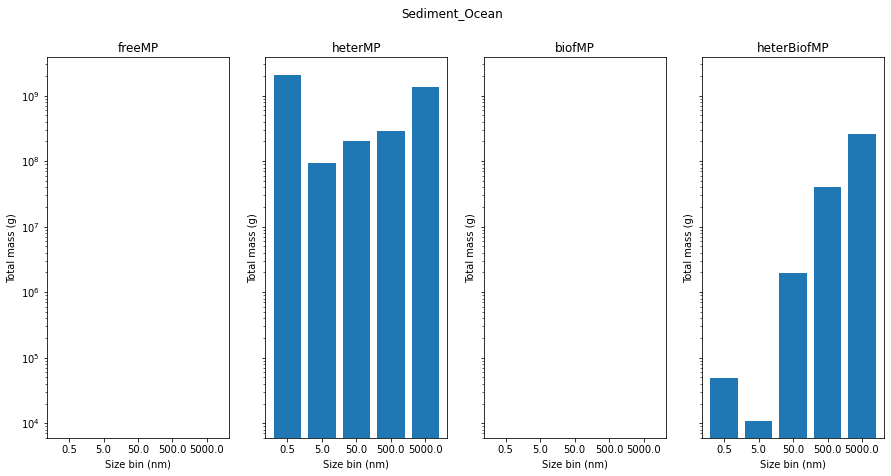 Sediment_Ocean
freeMP
heterMP
biofMP
heterBiofMP
Total mass (g)
10⁹
10⁸
10⁷
10⁶
10⁵
10⁴
0.5 5.0 50.0 500.0 5000.0
Size bin (nm)
Total mass (g)
0.5 5.0 50.0 500.0 5000.0
Size bin (nm)
Total mass (g)
0.5 5.0 50.0 500.0 5000.0
Size bin (nm)
Total mass (g)
0.5 5.0 50.0 500.0 5000.0
Size bin (nm)